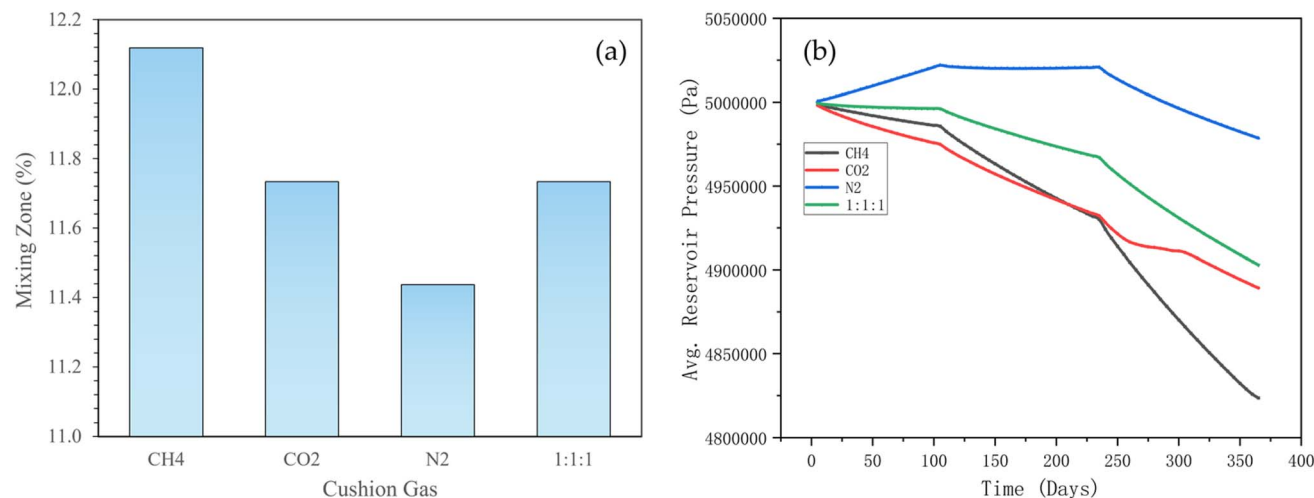 (a)
Mixing Zone (%)
12.2
12.0
11.8
11.6
11.4
11.2
11.0
CH4 CO2 N2 1:1:1
Cushion Gas
(b)
Avg. Reservoir Pressure (Pa)
5050000
5000000
4950000
4900000
4850000
4800000
CH4
CO2
N2
1:1:1
0 50 100 150 200 250 300 350 400
Time (Days)